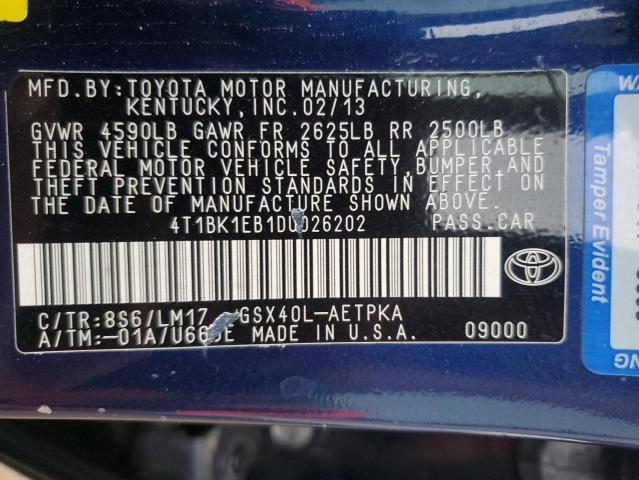 MFD.BY:TOYOTA MOTOR MANUFACTURING,
KENTUCKY,INC.02/13
GVWR 4590LB GAWR FR 2625LB RR 2500LB
THIS VEHICLE CONFORMS TO ALL APPLICABLE
FEDERAL MOTOR VEHICLE SAFETY,BUMPER,AND
THEFT PREVENTION STANDARDS IN EFFECT ON
THE DATE OF MANUFACTURE SHOWN ABOVE.
PASS.CAR
C/TR:8S6/LM17 GSX40L-AETPKA
A/TM:-01A/ MADE IN U.S.A. 09000
Tamper Evident